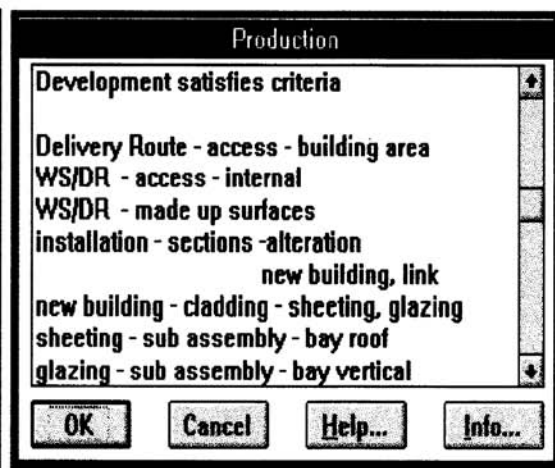 Production
Development satisfies criteria
Delivery Route - access - building area
WS/DR - access - internal
WS/DR - made up surfaces
installation - sections -alteration
new building, link
new building - cladding - sheeting, glazing
sheeting - sub assembly - bay roof
glazing - sub assembly - bay vertical
OK Cancel Help... Info...